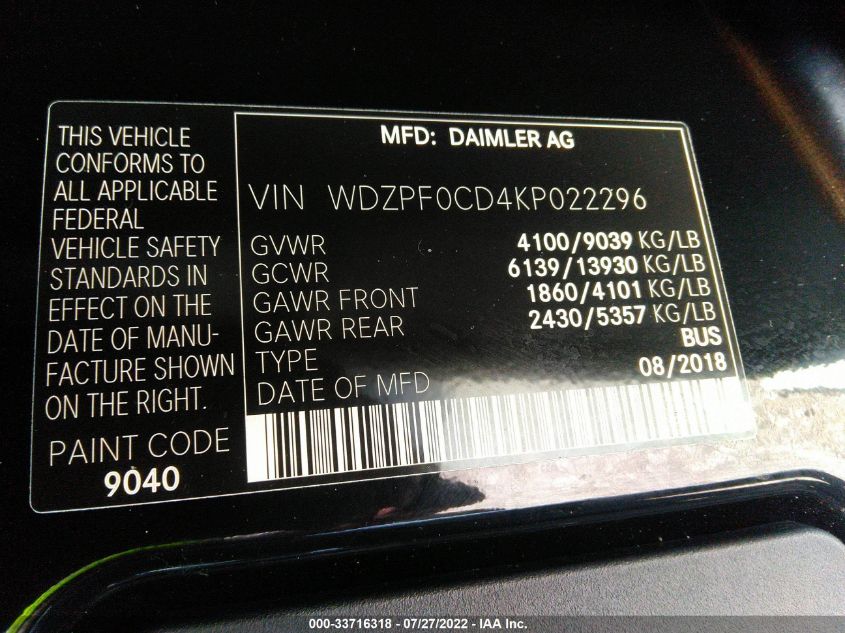 THIS VEHICLE
CONFORMS TO
ALL APPLICABLE
FEDERAL
VEHICLE SAFETY
STANDARDS IN
EFFECT ON THE
DATE OF MANU-
FACTURE SHOWN
ON THE RIGHT.
PAINT CODE
9040
MFD: DAIMLER AG
VIN WDZPF0CD4KP022296
GVWR 4100/9039 KG/LB
GCWR 6139/13930 KG/LB
GAWR FRONT 1860/4101 KG/LB
GAWR REAR 2430/5357 KG/LB
TYPE BUS
DATE OF MFD 08/2018
000-33716318 - 07/27/2022 - IAA Inc.